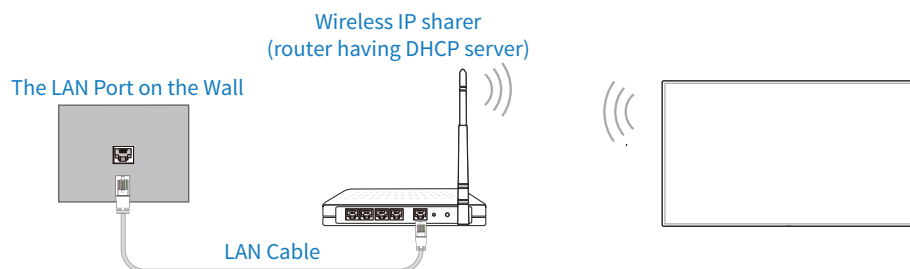 Wireless IP sharer
(router having DHCP server)
The LAN Port on the Wall
LAN Cable